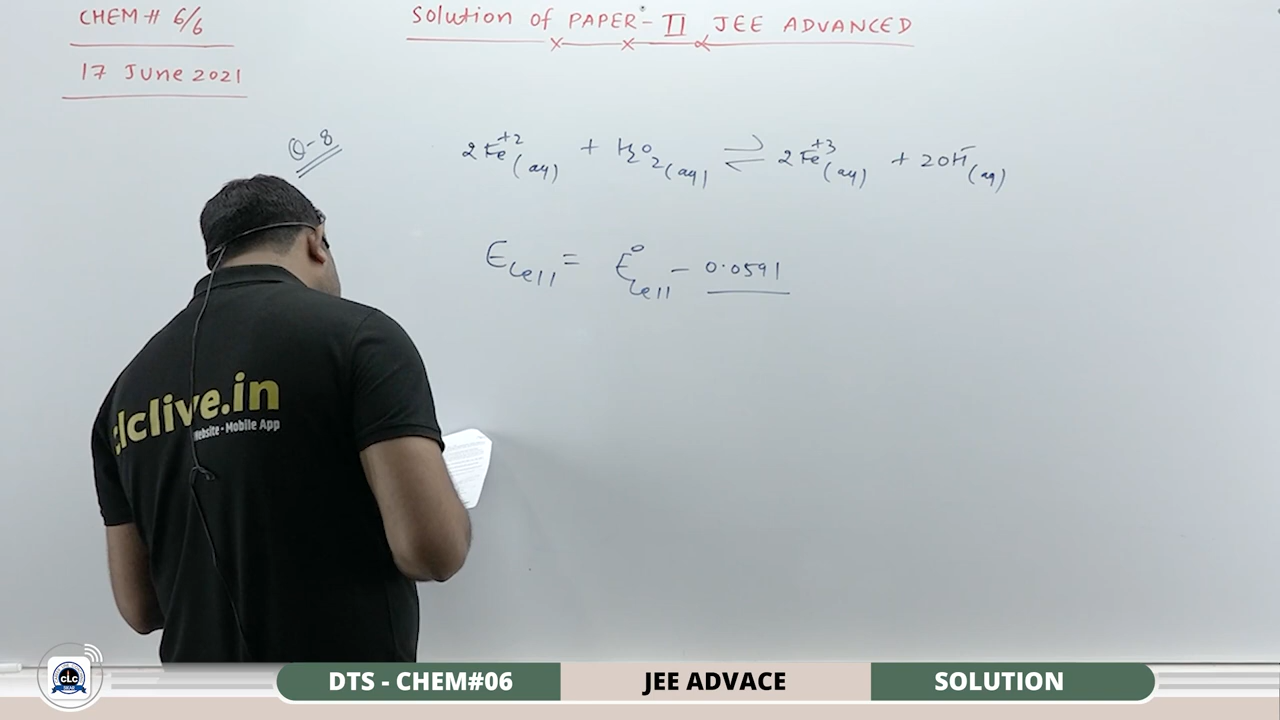 CHEM# 6/6
17 June 2021
Solution of PAPER-II JEE ADVANCED
Q-8
2Fe⁺²(aq) + H₂O₂(aq) ⇌ 2Fe⁺³(aq) + 2OH⁻(aq)
Ecell = E°cell - 0.0591
clclive.in
Website • Mobile App
CLC
DTS - CHEM#06
JEE ADVACE
SOLUTION